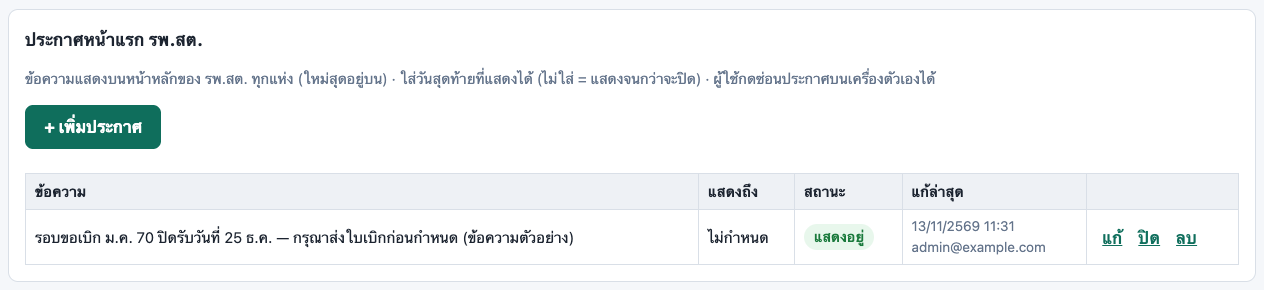 ประกาศหน้าแรก รพ.สต.
ข้อความแสดงบนหน้าหลักของ รพ.สต. ทุกแห่ง (ใหม่สุดอยู่บน) · ใส่วันสุดท้ายที่แสดงได้ (ไม่ใส่ = แสดงจนกว่าจะปิด) · ผู้ใช้กดซ่อนประกาศบนเครื่องตัวเองได้
+ เพิ่มประกาศ
ข้อความ แสดงถึง สถานะ แก้ล่าสุด
รอบขอเบิก ม.ค. 70 ปิดรับวันที่ 25 ธ.ค. — กรุณาส่งใบเบิกก่อนกำหนด (ข้อความตัวอย่าง) ไม่กำหนด แสดงอยู่ 13/11/2569 11:31 แก้ ปิด ลบ
admin@example.com